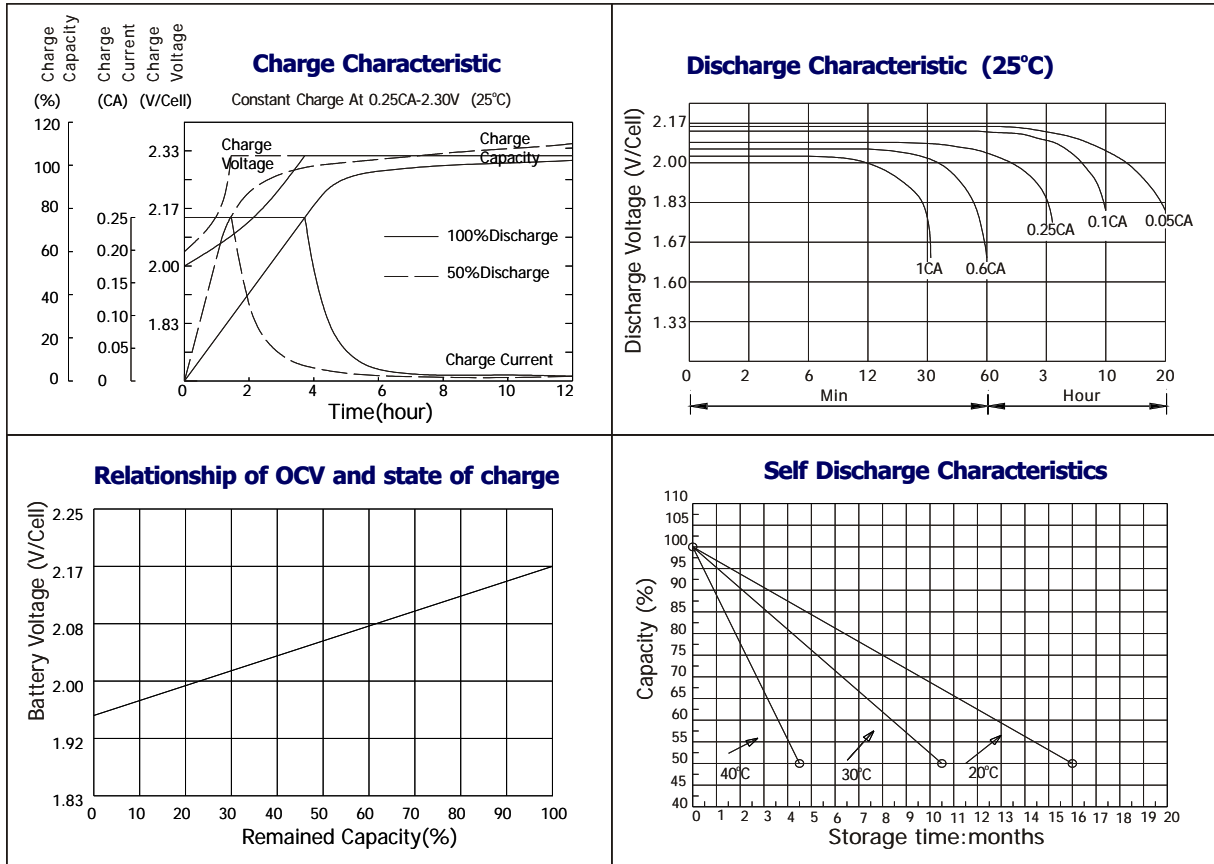 Charge
Capacity
Charge
Current
Charge
Voltage
(%)
(CA)
(V/Cell)
Charge Characteristic
Constant Charge At 0.25CA-2.30V (25°C)
120
100
80
60
40
20
0
0.25
0.20
0.15
0.10
0.05
0
2.33
2.17
2.00
1.83
Charge
Voltage
Charge
Capacity
100%Discharge
50%Discharge
Charge Current
0 2 4 6 8 10 12
Time(hour)
Discharge Characteristic (25°C)
Discharge Voltage (V/Cell)
2.17
2.00
1.83
1.67
1.60
1.33
1CA
0.6CA
0.25CA
0.1CA
0.05CA
0 2 6 12 30 60 3 10 20
Min
Hour
Relationship of OCV and state of charge
Battery Voltage (V/Cell)
2.25
2.17
2.08
2.00
1.92
1.83
0 10 20 30 40 50 60 70 80 90 100
Remained Capacity(%)
Self Discharge Characteristics
Capacity (%)
110
105
100
95
90
85
80
75
70
65
60
55
50
45
40
40°C
30°C
20°C
0 1 2 3 4 5 6 7 8 9 10 11 12 13 14 15 16 17 18 19 20
Storage time:months